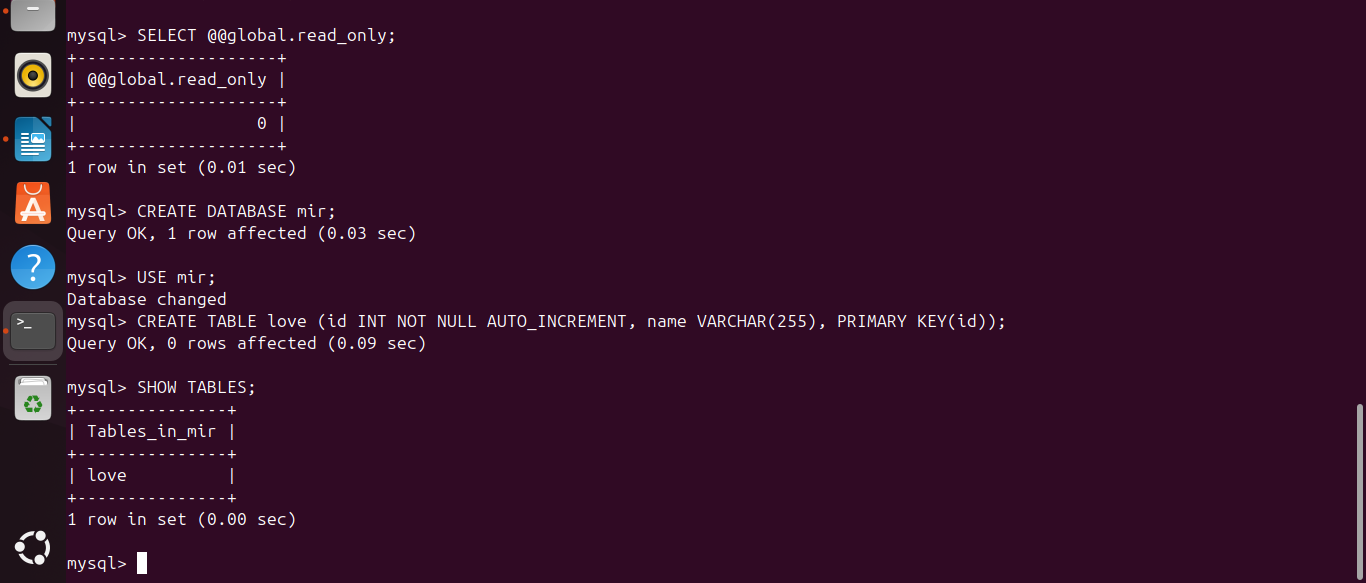 mysql> SELECT @@global.read_only;
+--------------------+
| @@global.read_only |
+--------------------+
|                  0 |
+--------------------+
1 row in set (0.01 sec)
mysql> CREATE DATABASE mir;
Query OK, 1 row affected (0.03 sec)
mysql> USE mir;
Database changed
mysql> CREATE TABLE love (id INT NOT NULL AUTO_INCREMENT, name VARCHAR(255), PRIMARY KEY(id));
Query OK, 0 rows affected (0.09 sec)
mysql> SHOW TABLES;
+---------------+
| Tables_in_mir |
+---------------+
| love          |
+---------------+
1 row in set (0.00 sec)
mysql>